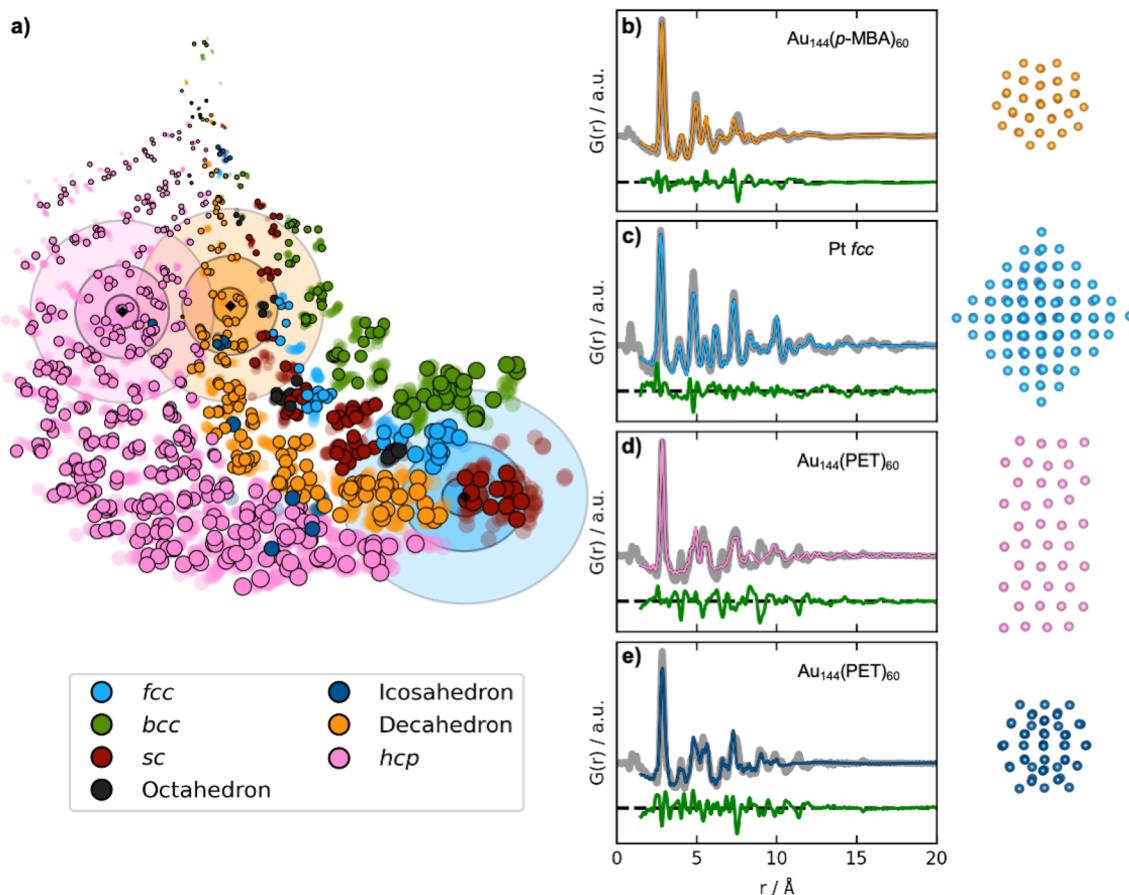 a)
fcc
bcc
sc
Octahedron
Icosahedron
Decahedron
hcp
b)
Au144(p-MBA)60
G(r) / a.u.
c)
Pt fcc
G(r) / a.u.
d)
Au144(PET)60
G(r) / a.u.
e)
Au144(PET)60
G(r) / a.u.
0 5 10 15 20
r / Å